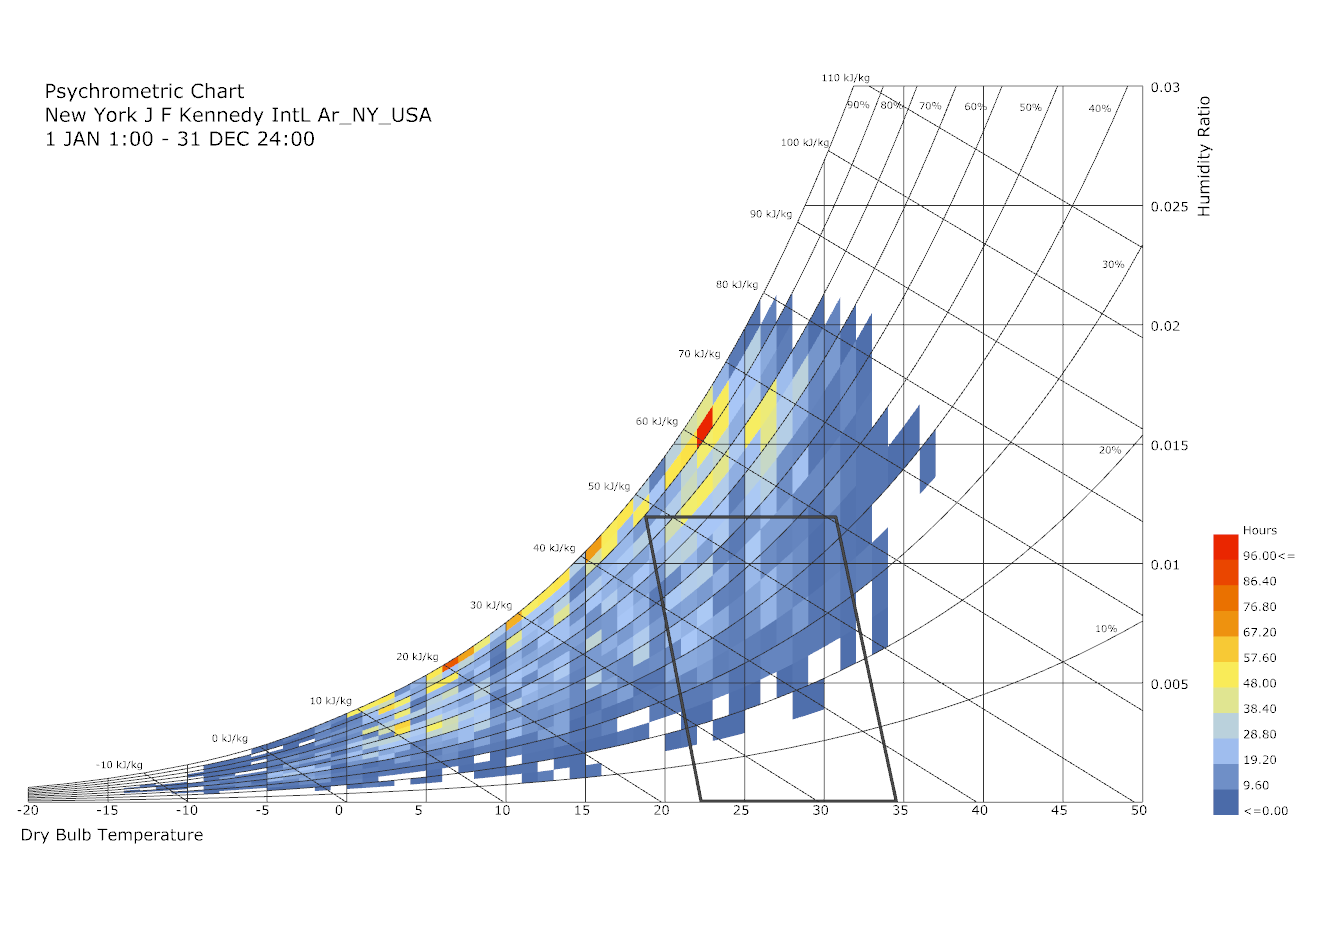 Psychrometric Chart
New York J F Kennedy IntL Ar_NY_USA
1 JAN 1:00 - 31 DEC 24:00
110 kJ/kg
90% 80% 70% 60% 50% 40%
0.03
Humidity Ratio
100 kJ/kg
0.025
90 kJ/kg
30%
80 kJ/kg
0.02
70 kJ/kg
60 kJ/kg
0.015
20%
50 kJ/kg
40 kJ/kg
0.01
30 kJ/kg
10%
20 kJ/kg
0.005
10 kJ/kg
0 kJ/kg
-10 kJ/kg
-20 -15 -10 -5 0 5 10 15 20 25 30 35 40 45 50
Dry Bulb Temperature
Hours
96.00<=
86.40
76.80
67.20
57.60
48.00
38.40
28.80
19.20
9.60
<=0.00